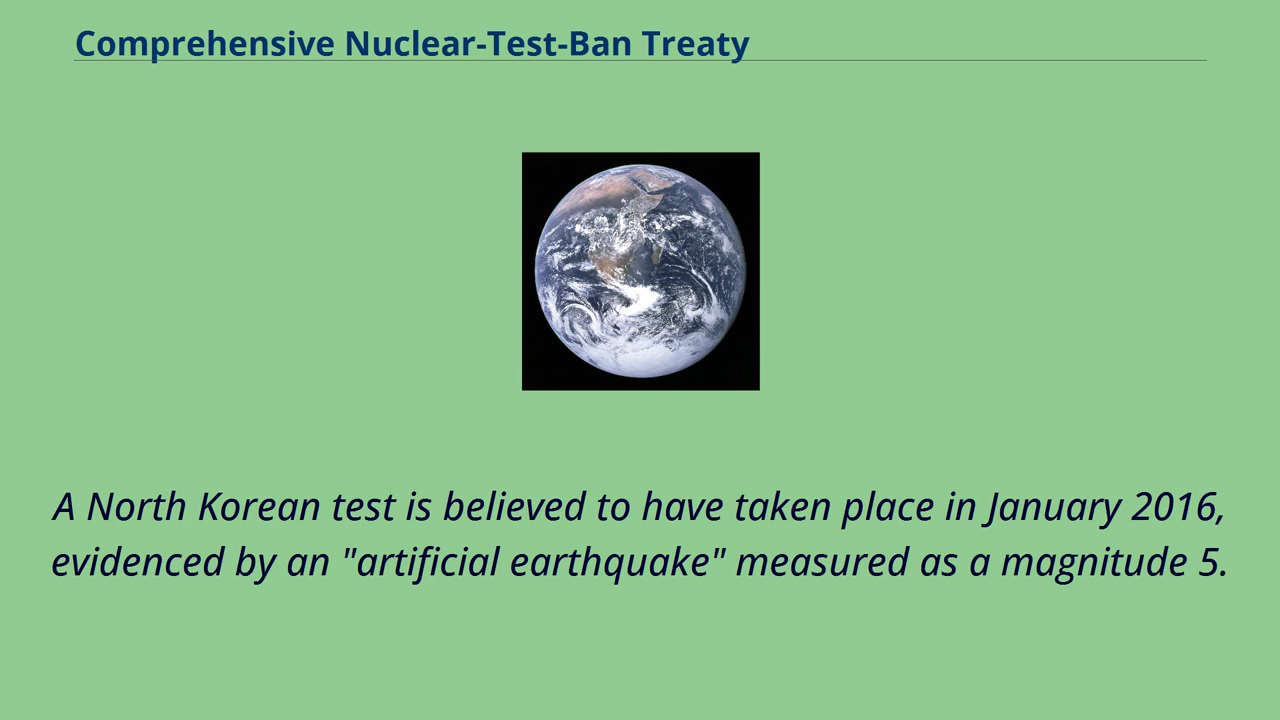 Comprehensive Nuclear-Test-Ban Treaty
A North Korean test is believed to have taken place in January 2016,
evidenced by an "artificial earthquake" measured as a magnitude 5.